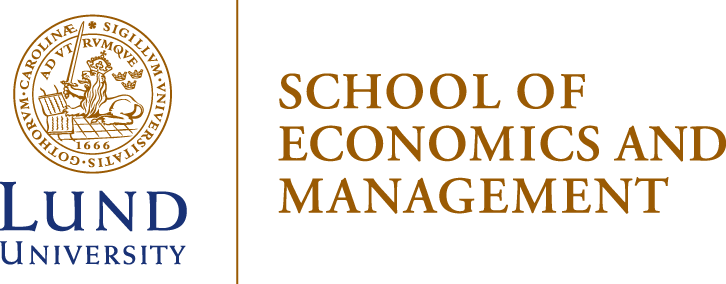 SIGILLVM·VNIVERSITATIS·GOTHORVM·CAROLINÆ
AD VTRVMQVE
1666
LUND
UNIVERSITY
SCHOOL OF
ECONOMICS AND
MANAGEMENT